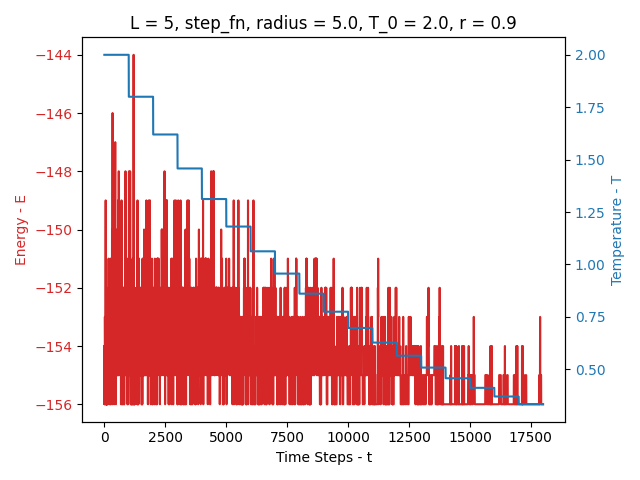 L = 5, step_fn, radius = 5.0, T_0 = 2.0, r = 0.9
−144
−146
−148
−150
−152
−154
−156
Energy - E
2.00
1.75
1.50
1.25
1.00
0.75
0.50
Temperature - T
0 2500 5000 7500 10000 12500 15000 17500
Time Steps - t